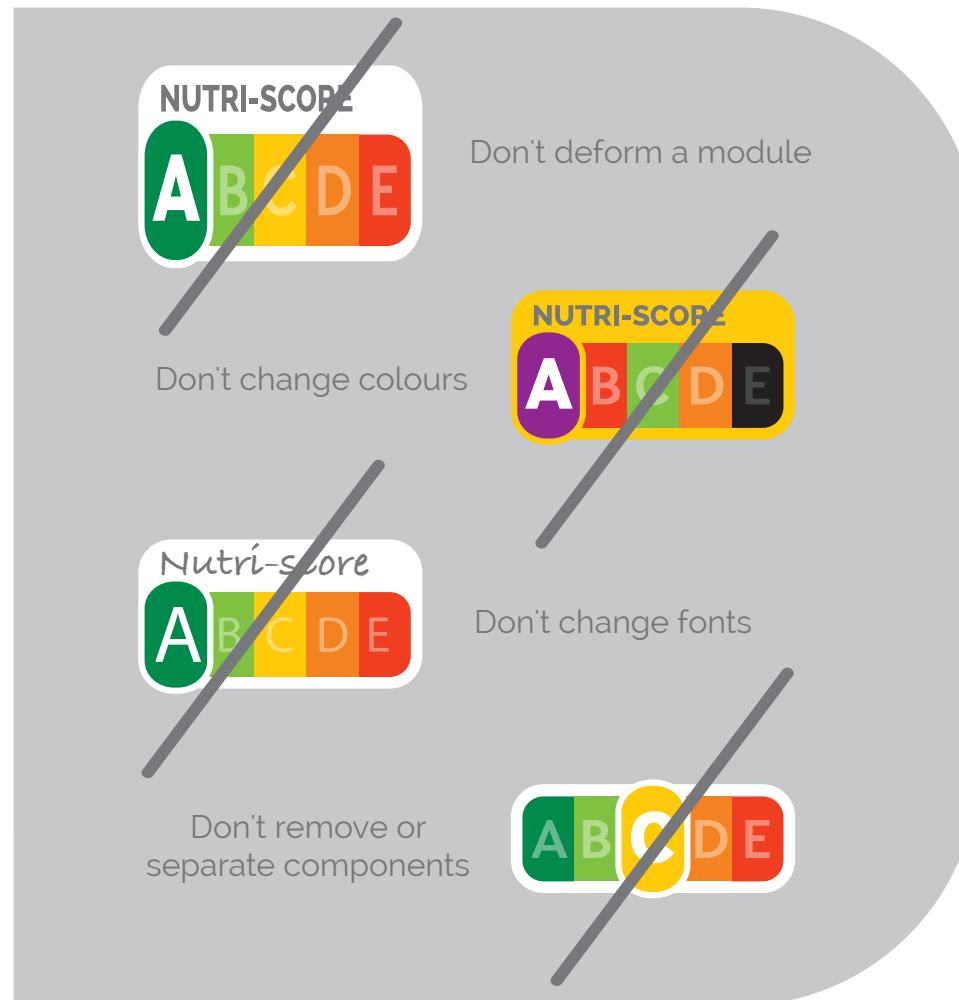 NUTRI-SCORE
A B C D E
Don't deform a module
NUTRI-SCORE
A B C D E
Don't change colours
Nutri-score
A B C D E
Don't change fonts
Don't remove or
separate components
A B C D E